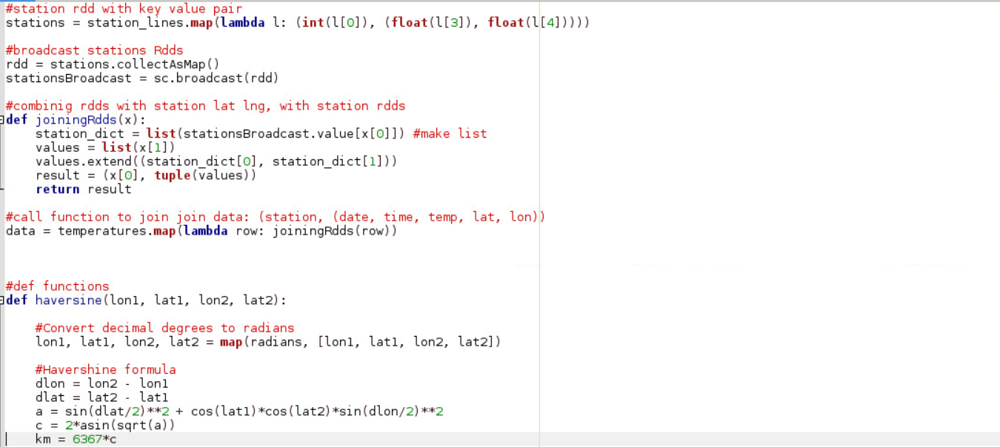 #station rdd with key value pair
stations = station_lines.map(lambda l: (int(l[0]), (float(l[3]), float(l[4]))))
#broadcast stations Rdds
rdd = stations.collectAsMap()
stationsBroadcast = sc.broadcast(rdd)
#combinig rdds with station lat lng, with station rdds
def joiningRdds(x):
    station_dict = list(stationsBroadcast.value[x[0]]) #make list
    values = list(x[1])
    values.extend((station_dict[0], station_dict[1]))
    result = (x[0], tuple(values))
    return result
#call function to join join data: (station, (date, time, temp, lat, lon))
data = temperatures.map(lambda row: joiningRdds(row))
#def functions
def haversine(lon1, lat1, lon2, lat2):
    #Convert decimal degrees to radians
    lon1, lat1, lon2, lat2 = map(radians, [lon1, lat1, lon2, lat2])
    #Havershine formula
    dlon = lon2 - lon1
    dlat = lat2 - lat1
    a = sin(dlat/2)**2 + cos(lat1)*cos(lat2)*sin(dlon/2)**2
    c = 2*asin(sqrt(a))
    km = 6367*c